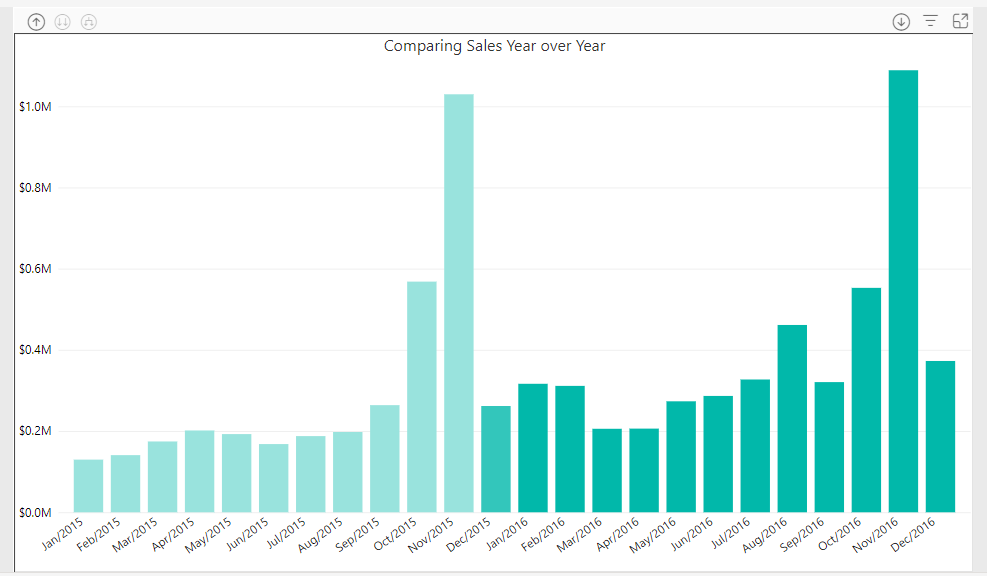 Comparing Sales Year over Year
$1.0M
$0.8M
$0.6M
$0.4M
$0.2M
$0.0M
Jan/2015
Feb/2015
Mar/2015
Apr/2015
May/2015
Jun/2015
Jul/2015
Aug/2015
Sep/2015
Oct/2015
Nov/2015
Dec/2015
Jan/2016
Feb/2016
Mar/2016
Apr/2016
May/2016
Jun/2016
Jul/2016
Aug/2016
Sep/2016
Oct/2016
Nov/2016
Dec/2016